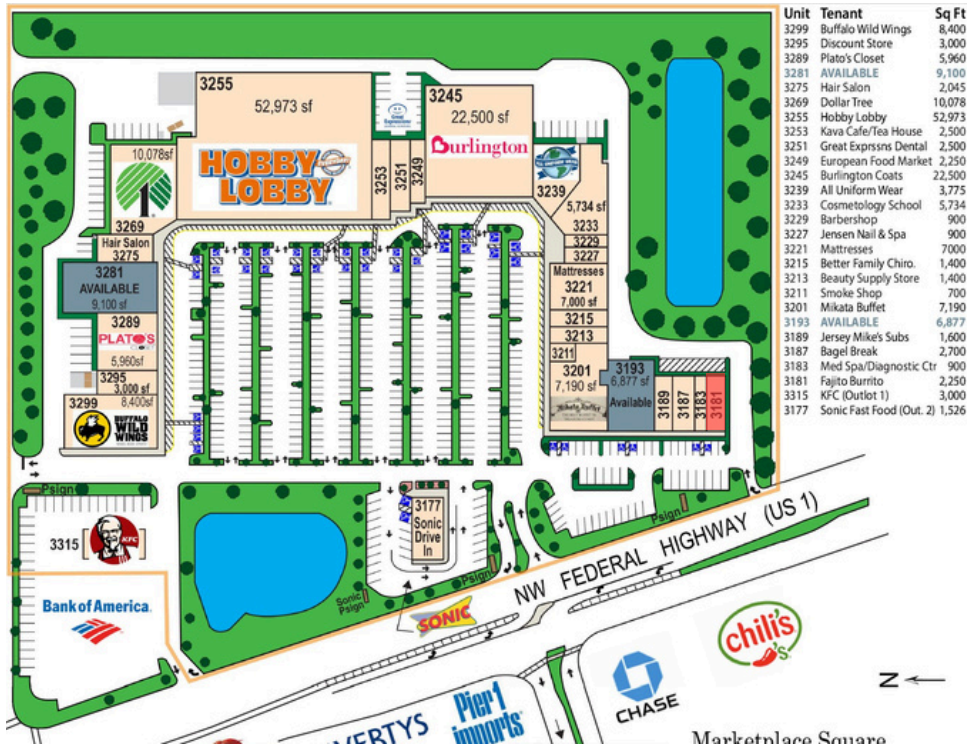 Unit Tenant Sq Ft
3299 Buffalo Wild Wings 8,400
3295 Discount Store 3,000
3289 Plato's Closet 5,960
3281 AVAILABLE 9,100
3275 Hair Salon 2,045
3269 Dollar Tree 10,078
3255 Hobby Lobby 52,973
3253 Kava Cafe/Tea House 2,500
3251 Great Exprssns Dental 2,500
3249 European Food Market 2,250
3245 Burlington Coats 22,500
3239 All Uniform Wear 3,775
3233 Cosmetology School 5,734
3229 Barbershop 900
3227 Jensen Nail & Spa 900
3221 Mattresses 7000
3215 Better Family Chiro. 1,400
3213 Beauty Supply Store 1,400
3211 Smoke Shop 700
3201 Mikata Buffet 7,190
3193 AVAILABLE 6,877
3189 Jersey Mike's Subs 1,600
3187 Bagel Break 2,700
3183 Med Spa/Diagnostic Ctr 900
3181 Fajito Burrito 2,250
3315 KFC (Outlot 1) 3,000
3177 Sonic Fast Food (Out. 2) 1,526
3255
52,973 sf
HOBBY
LOBBY
Great Expressions
3245
22,500 sf
Burlington
3253
3251
3249
3239
5,734 sf
3233
3229
3227
Mattresses
3221
7,000 sf
3215
3213
3211
3201
7,190 sf
Mikata Buffet
3193
6,877 sf
Available
3189
3187
3183
3181
10,078sf
1
3269
Hair Salon
3275
3281
AVAILABLE
9,100 sf
3289
PLATO'S
5,960sf
3295
3,000 sf
3299 8,400sf
BUFFALO
WILD
WINGS
Psign
3315
KFC
Bank of America
3177
Sonic
Drive
In
Sonic
Psign
Psign
Psign
SONIC
NW FEDERAL HIGHWAY (US 1)
chili's
CHASE
Pier 1
imports
VERTYS
N
Marketplace Square